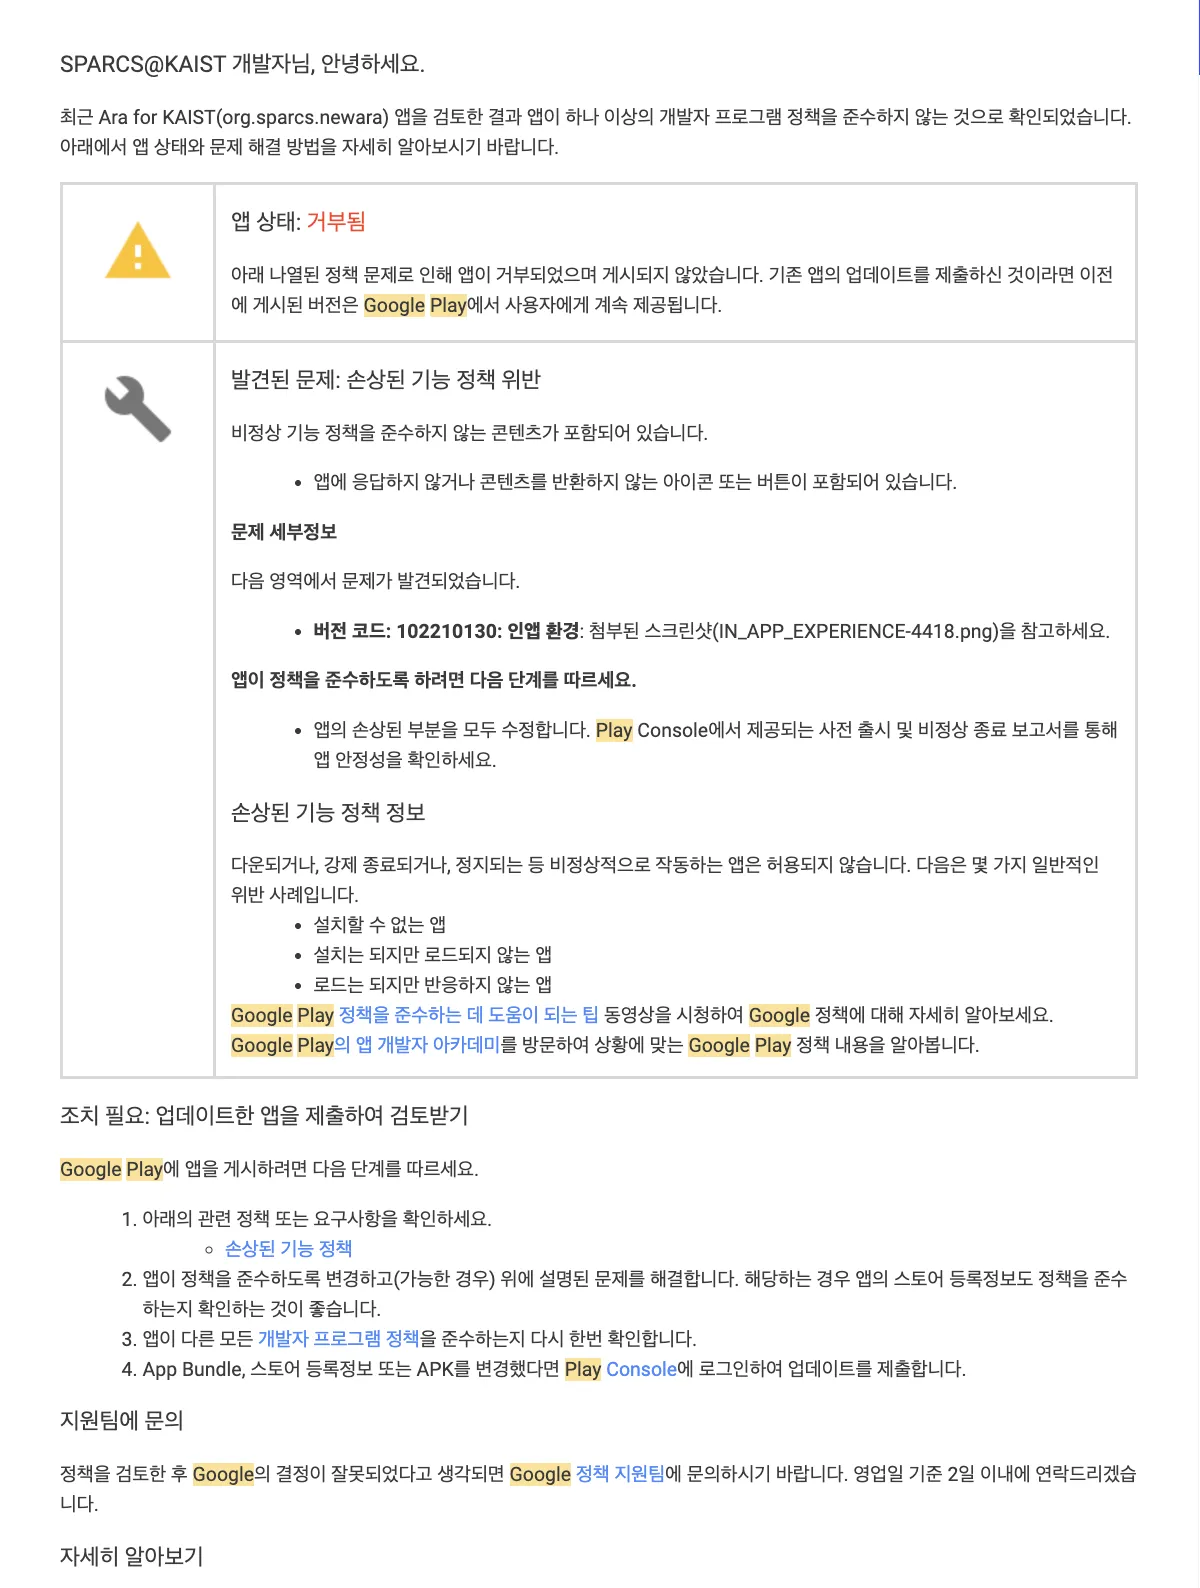 SPARCS@KAIST 개발자님, 안녕하세요.
최근 Ara for KAIST(org.sparcs.newara) 앱을 검토한 결과 앱이 하나 이상의 개발자 프로그램 정책을 준수하지 않는 것으로 확인되었습니다.
아래에서 앱 상태와 문제 해결 방법을 자세히 알아보시기 바랍니다.
앱 상태: 거부됨
아래 나열된 정책 문제로 인해 앱이 거부되었으며 게시되지 않았습니다. 기존 앱의 업데이트를 제출하신 것이라면 이전
에 게시된 버전은 Google Play에서 사용자에게 계속 제공됩니다.
발견된 문제: 손상된 기능 정책 위반
비정상 기능 정책을 준수하지 않는 콘텐츠가 포함되어 있습니다.
• 앱에 응답하지 않거나 콘텐츠를 반환하지 않는 아이콘 또는 버튼이 포함되어 있습니다.
문제 세부정보
다음 영역에서 문제가 발견되었습니다.
• 버전 코드: 102210130: 인앱 환경: 첨부된 스크린샷(IN_APP_EXPERIENCE-4418.png)을 참고하세요.
앱이 정책을 준수하도록 하려면 다음 단계를 따르세요.
• 앱의 손상된 부분을 모두 수정합니다. Play Console에서 제공되는 사전 출시 및 비정상 종료 보고서를 통해
앱 안정성을 확인하세요.
손상된 기능 정책 정보
다운되거나, 강제 종료되거나, 정지되는 등 비정상적으로 작동하는 앱은 허용되지 않습니다. 다음은 몇 가지 일반적인
위반 사례입니다.
• 설치할 수 없는 앱
• 설치는 되지만 로드되지 않는 앱
• 로드는 되지만 반응하지 않는 앱
Google Play 정책을 준수하는 데 도움이 되는 팁 동영상을 시청하여 Google 정책에 대해 자세히 알아보세요.
Google Play의 앱 개발자 아카데미를 방문하여 상황에 맞는 Google Play 정책 내용을 알아봅니다.
조치 필요: 업데이트한 앱을 제출하여 검토받기
Google Play에 앱을 게시하려면 다음 단계를 따르세요.
1. 아래의 관련 정책 또는 요구사항을 확인하세요.
○ 손상된 기능 정책
2. 앱이 정책을 준수하도록 변경하고(가능한 경우) 위에 설명된 문제를 해결합니다. 해당하는 경우 앱의 스토어 등록정보도 정책을 준수
하는지 확인하는 것이 좋습니다.
3. 앱이 다른 모든 개발자 프로그램 정책을 준수하는지 다시 한번 확인합니다.
4. App Bundle, 스토어 등록정보 또는 APK를 변경했다면 Play Console에 로그인하여 업데이트를 제출합니다.
지원팀에 문의
정책을 검토한 후 Google의 결정이 잘못되었다고 생각되면 Google 정책 지원팀에 문의하시기 바랍니다. 영업일 기준 2일 이내에 연락드리겠습
니다.
자세히 알아보기